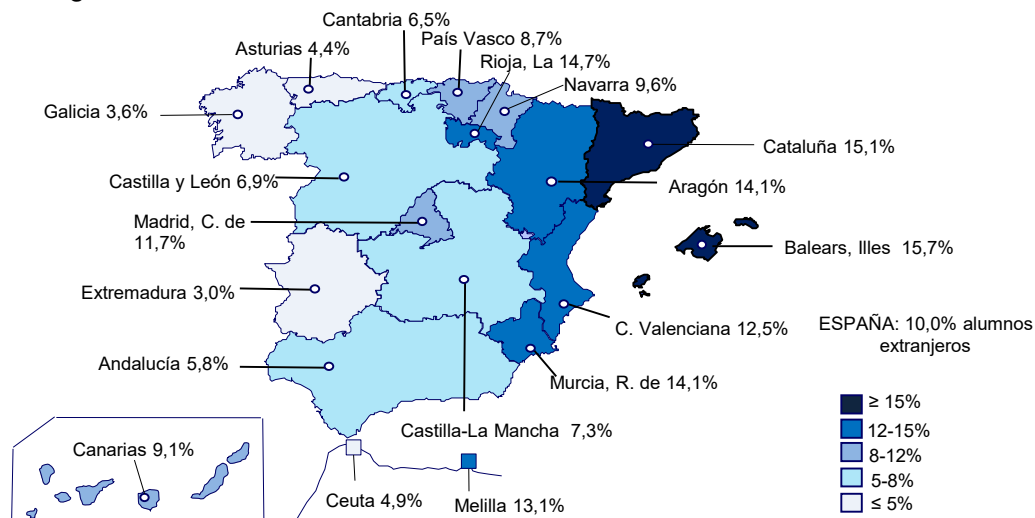 Cantabria 6,5%
País Vasco 8,7%
Asturias 4,4%
Rioja, La 14,7%
Navarra 9,6%
Galicia 3,6%
Cataluña 15,1%
Castilla y León 6,9%
Aragón 14,1%
Madrid, C. de
11,7%
Balears, Illes 15,7%
Extremadura 3,0%
C. Valenciana 12,5%
ESPAÑA: 10,0% alumnos
extranjeros
Andalucía 5,8%
Murcia, R. de 14,1%
≥ 15%
12-15%
8-12%
5-8%
≤ 5%
Castilla-La Mancha 7,3%
Canarias 9,1%
Ceuta 4,9%
Melilla 13,1%